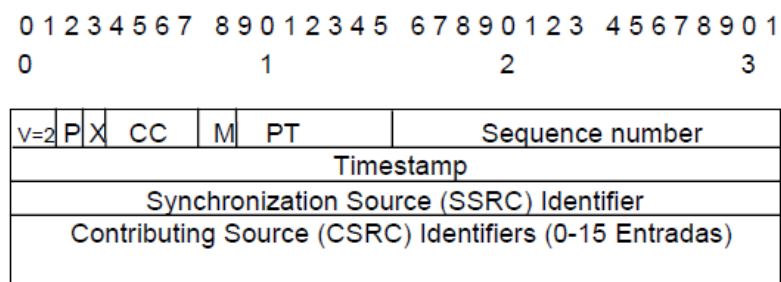 0 1 2 3 4 5 6 7 8 9 0 1 2 3 4 5 6 7 8 9 0 1 2 3 4 5 6 7 8 9 0 1
0 1 2 3
V=2 P X CC M PT Sequence number
Timestamp
Synchronization Source (SSRC) Identifier
Contributing Source (CSRC) Identifiers (0-15 Entradas)